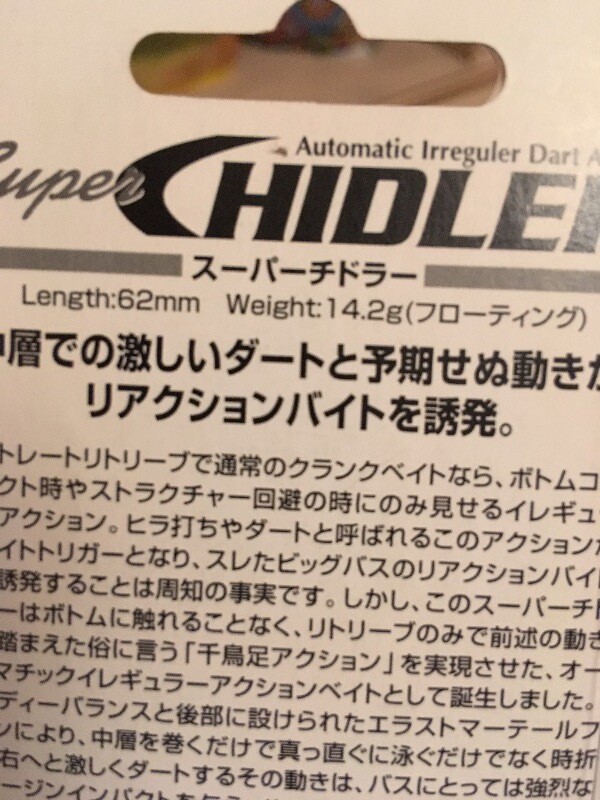 Super CHIDLE
Automatic Irreguler Dart A
スーパーチドラー
Length:62mm Weight:14.2g(フローティング)
中層での激しいダートと予期せぬ動きが
リアクションバイトを誘発。
トレートリトリーブで通常のクランクベイトなら、ボトムコ
クト時やストラクチャー回避の時にのみ見せるイレギュ
アクション。ヒラ打ちやダートと呼ばれるこのアクションが
イトトリガーとなり、スレたビッグバスのリアクションバイ
誘発することは周知の事実です。しかし、このスーパーチド
ーはボトムに触れることなく、リトリーブのみで前述の動き
踏まえた俗に言う「千鳥足アクション」を実現させた、オー
マチックイレギュラーアクションベイトとして誕生しました。
ディーバランスと後部に設けられたエラストマーテールフ
ンにより、中層を巻くだけで真っ直ぐに泳ぐだけでなく時折
右へと激しくダートするその動きは、バスにとっては強烈な
ージインパクトを与